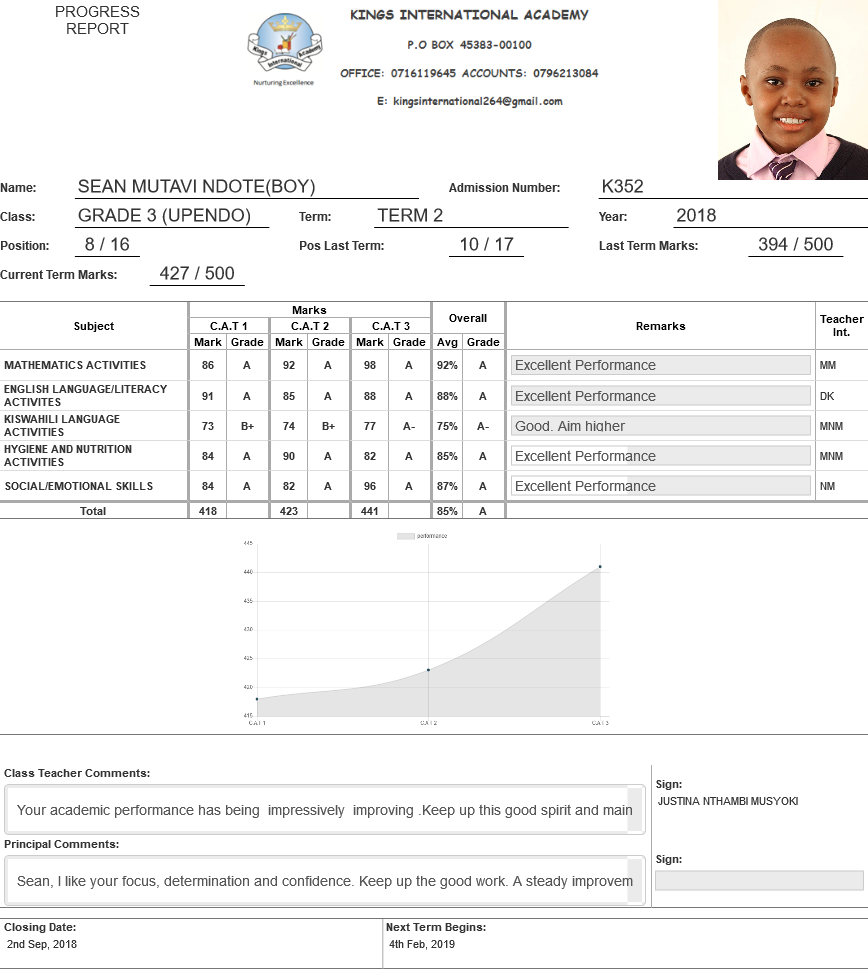 PROGRESS
REPORT
Kings International Academy
Nurturing Excellence
KINGS INTERNATIONAL ACADEMY
P.O BOX 45383-00100
OFFICE: 0716119645 ACCOUNTS: 0796213084
E: kingsinternational264@gmail.com
Name: SEAN MUTAVI NDOTE(BOY) Admission Number: K352
Class: GRADE 3 (UPENDO) Term: TERM 2 Year: 2018
Position: 8 / 16 Pos Last Term: 10 / 17 Last Term Marks: 394 / 500
Current Term Marks: 427 / 500
Subject Marks Overall Remarks Teacher Int.
C.A.T 1 C.A.T 2 C.A.T 3
Mark Grade Mark Grade Mark Grade Avg Grade
MATHEMATICS ACTIVITIES 86 A 92 A 98 A 92% A Excellent Performance MM
ENGLISH LANGUAGE/LITERACY ACTIVITES 91 A 85 A 88 A 88% A Excellent Performance DK
KISWAHILI LANGUAGE ACTIVITIES 73 B+ 74 B+ 77 A- 75% A- Good. Aim higher MNM
HYGIENE AND NUTRITION ACTIVITIES 84 A 90 A 82 A 85% A Excellent Performance MNM
SOCIAL/EMOTIONAL SKILLS 84 A 82 A 96 A 87% A Excellent Performance NM
Total 418 423 441 85% A
performance
445
440
435
430
425
420
415
C.A.T 1 C.A.T 2 C.A.T 3
Class Teacher Comments:
Your academic performance has being impressively improving .Keep up this good spirit and main
Sign:
JUSTINA NTHAMBI MUSYOKI
Principal Comments:
Sean, I like your focus, determination and confidence. Keep up the good work. A steady improvem
Sign:
Closing Date: Next Term Begins:
2nd Sep, 2018 4th Feb, 2019